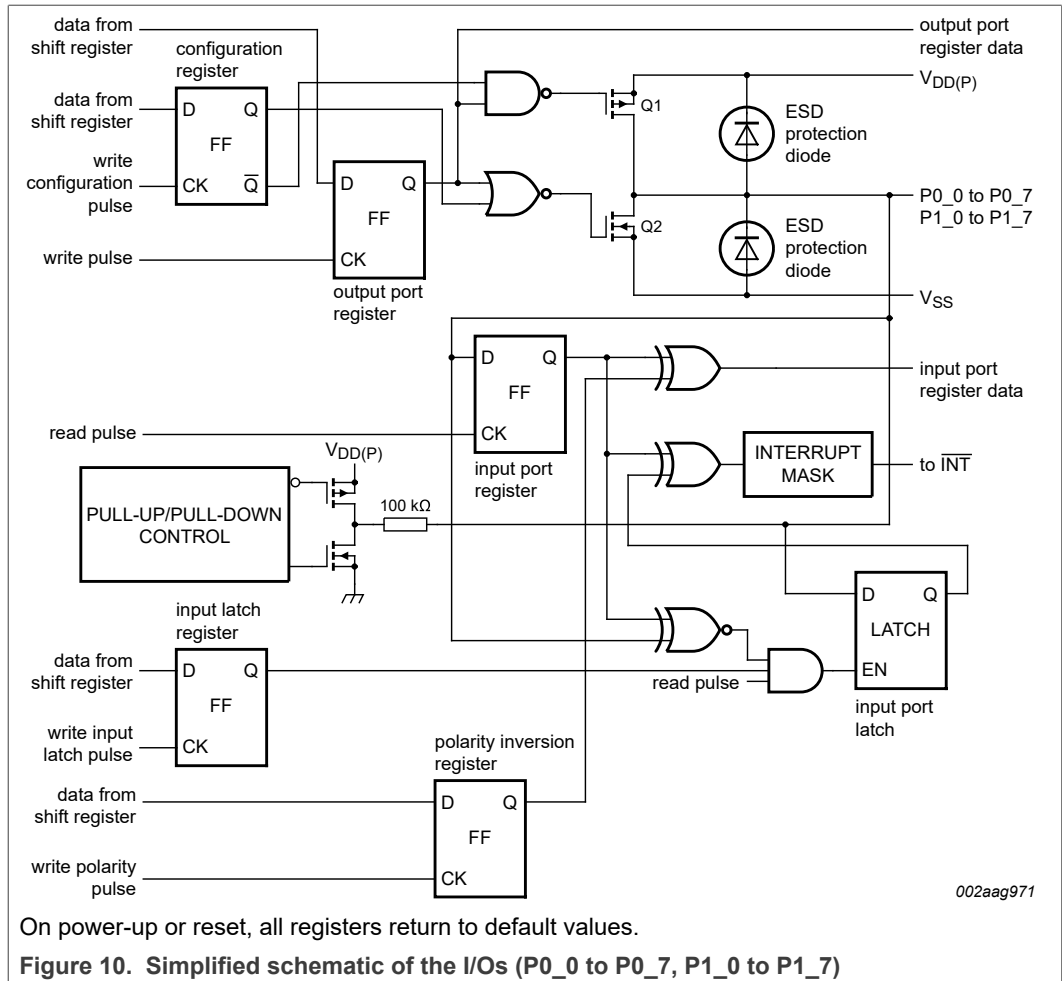 data from
shift register
configuration
register
output port
register data
data from
shift register
D
Q
FF
write
configuration
pulse
CK
Q̅
D
Q
FF
CK
write pulse
output port
register
Q1
Q2
VDD(P)
ESD
protection
diode
P0_0 to P0_7
P1_0 to P1_7
ESD
protection
diode
VSS
D
Q
FF
CK
read pulse
input port
register
input port
register data
INTERRUPT
MASK
to I̅N̅T̅
VDD(P)
PULL-UP/PULL-DOWN
CONTROL
100 kΩ
D
Q
LATCH
EN
input port
latch
read pulse
input latch
register
data from
shift register
D
Q
FF
write input
latch pulse
CK
polarity inversion
register
data from
shift register
D
Q
FF
write polarity
pulse
CK
002aag971
On power-up or reset, all registers return to default values.
Figure 10. Simplified schematic of the I/Os (P0_0 to P0_7, P1_0 to P1_7)